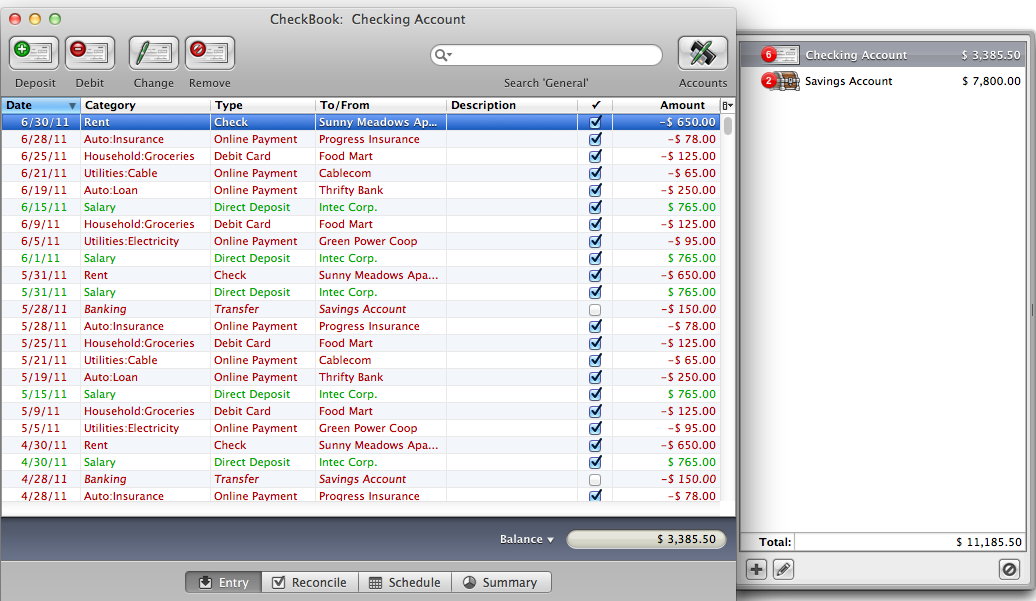 CheckBook: Checking Account
Deposit Debit Change Remove Search 'General' Accounts
Date Category Type To/From Description ✓ Amount
6/30/11 Rent Check Sunny Meadows Ap... -$ 650.00
6/28/11 Auto:Insurance Online Payment Progress Insurance -$ 78.00
6/25/11 Household:Groceries Debit Card Food Mart -$ 125.00
6/21/11 Utilities:Cable Online Payment Cablecom -$ 65.00
6/19/11 Auto:Loan Online Payment Thrifty Bank -$ 250.00
6/15/11 Salary Direct Deposit Intec Corp. $ 765.00
6/9/11 Household:Groceries Debit Card Food Mart -$ 125.00
6/5/11 Utilities:Electricity Online Payment Green Power Coop -$ 95.00
6/1/11 Salary Direct Deposit Intec Corp. $ 765.00
5/31/11 Rent Check Sunny Meadows Apa... -$ 650.00
5/31/11 Salary Direct Deposit Intec Corp. $ 765.00
5/28/11 Banking Transfer Savings Account -$ 150.00
5/28/11 Auto:Insurance Online Payment Progress Insurance -$ 78.00
5/25/11 Household:Groceries Debit Card Food Mart -$ 125.00
5/21/11 Utilities:Cable Online Payment Cablecom -$ 65.00
5/19/11 Auto:Loan Online Payment Thrifty Bank -$ 250.00
5/15/11 Salary Direct Deposit Intec Corp. $ 765.00
5/9/11 Household:Groceries Debit Card Food Mart -$ 125.00
5/5/11 Utilities:Electricity Online Payment Green Power Coop -$ 95.00
4/30/11 Rent Check Sunny Meadows Apa... -$ 650.00
4/30/11 Salary Direct Deposit Intec Corp. $ 765.00
4/28/11 Banking Transfer Savings Account -$ 150.00
4/28/11 Auto:Insurance Online Payment Progress Insurance -$ 78.00
Balance $ 3,385.50
Entry Reconcile Schedule Summary
6 Checking Account $ 3,385.50
2 Savings Account $ 7,800.00
Total: $ 11,185.50